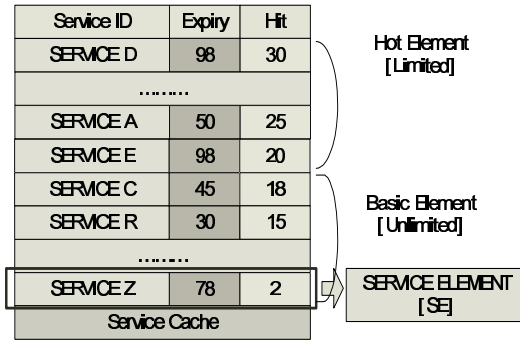 Service ID Expiry Hit
SERVICE D 98 30
.........
SERVICE A 50 25
SERVICE E 98 20
SERVICE C 45 18
SERVICE R 30 15
.........
SERVICE Z 78 2
Service Cache
Hot Element
[Limited]
Basic Element
[Unlimited]
SERVICE ELEMENT
[SE]